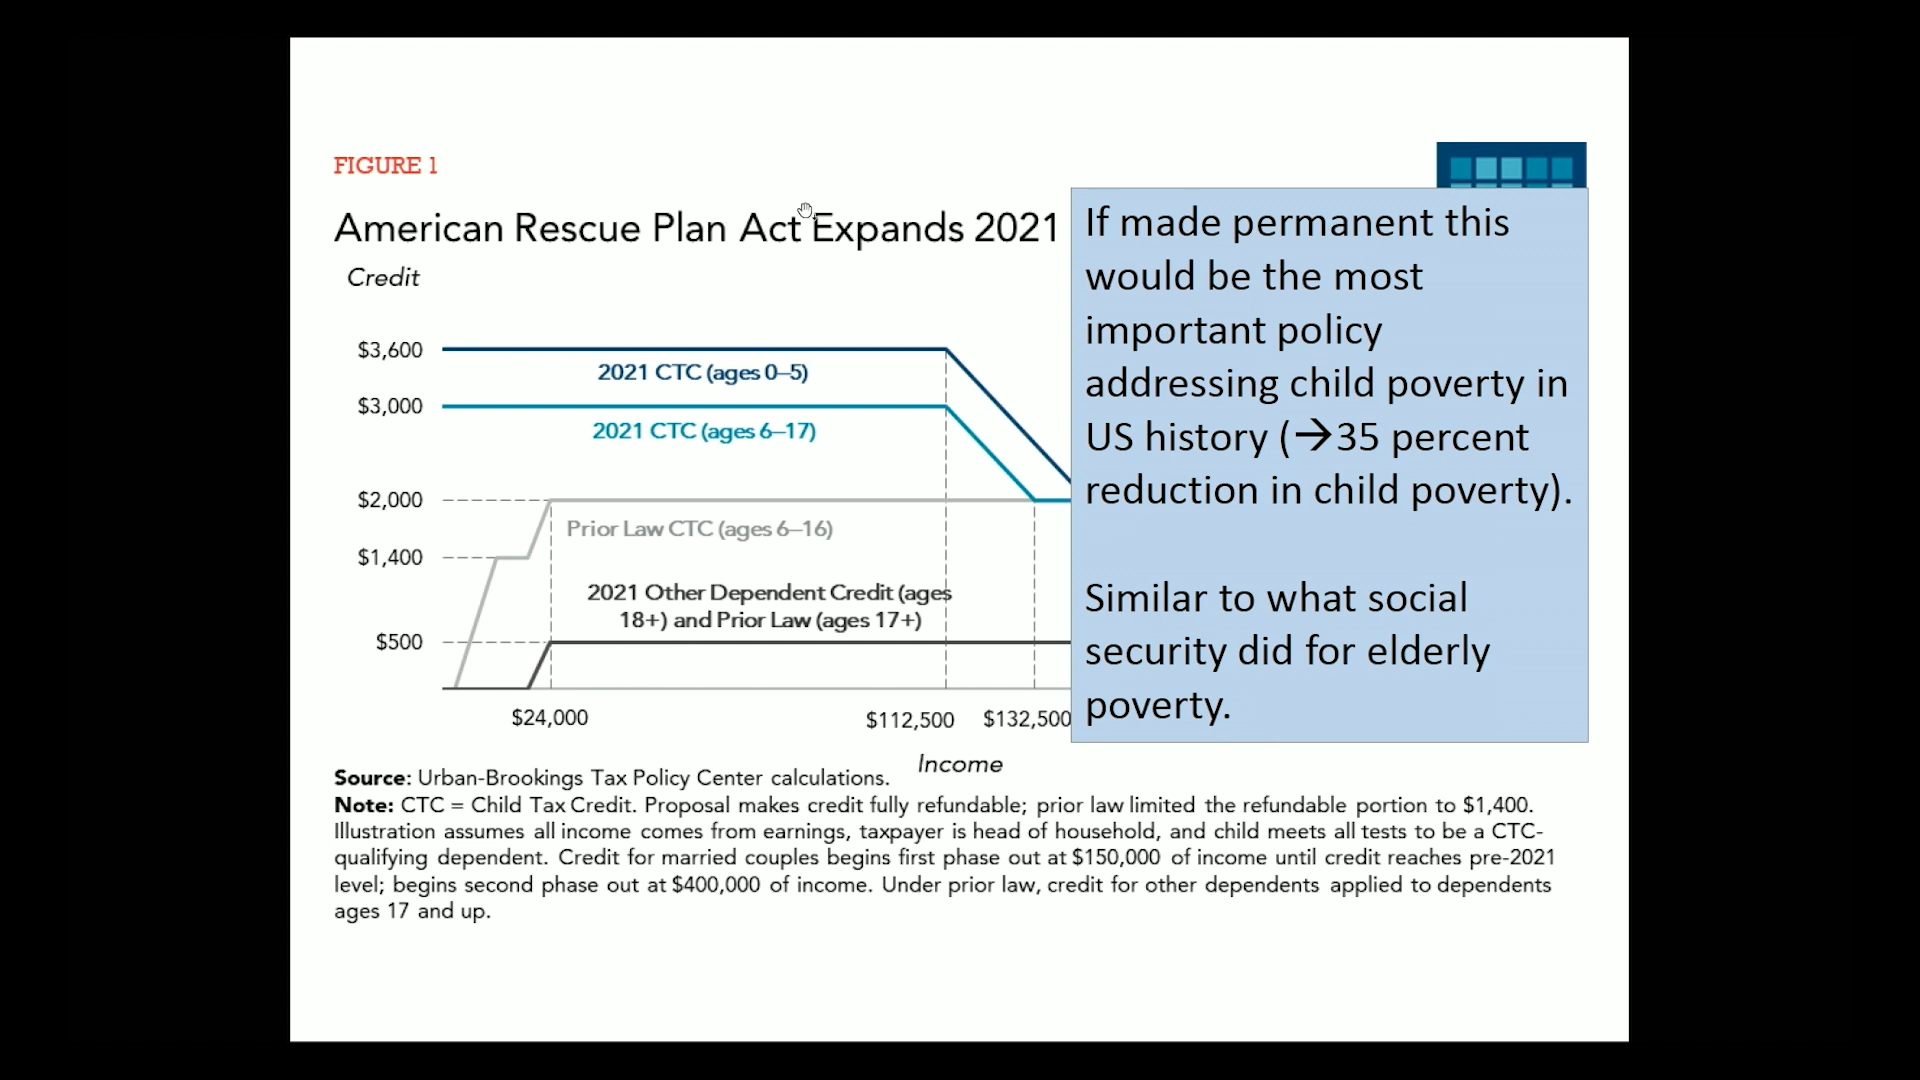 FIGURE 1
American Rescue Plan Act Expands 2021
Credit
$3,600
2021 CTC (ages 0–5)
$3,000
2021 CTC (ages 6–17)
$2,000
Prior Law CTC (ages 6–16)
$1,400
2021 Other Dependent Credit (ages
18+) and Prior Law (ages 17+)
$500
$24,000
$112,500
$132,500
Income
If made permanent this
would be the most
important policy
addressing child poverty in
US history (→35 percent
reduction in child poverty).
Similar to what social
security did for elderly
poverty.
Source: Urban-Brookings Tax Policy Center calculations.
Note: CTC = Child Tax Credit. Proposal makes credit fully refundable; prior law limited the refundable portion to $1,400.
Illustration assumes all income comes from earnings, taxpayer is head of household, and child meets all tests to be a CTC-
qualifying dependent. Credit for married couples begins first phase out at $150,000 of income until credit reaches pre-2021
level; begins second phase out at $400,000 of income. Under prior law, credit for other dependents applied to dependents
ages 17 and up.